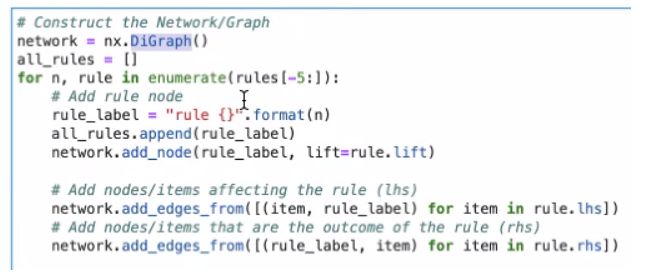 # Construct the Network/Graph
network = nx.DiGraph()
all_rules = []
for n, rule in enumerate(rules[-5:]):
    # Add rule node
    rule_label = "rule {}".format(n)
    all_rules.append(rule_label)
    network.add_node(rule_label, lift=rule.lift)

    # Add nodes/items affecting the rule (lhs)
    network.add_edges_from([(item, rule_label) for item in rule.lhs])
    # Add nodes/items that are the outcome of the rule (rhs)
    network.add_edges_from([(rule_label, item) for item in rule.rhs])